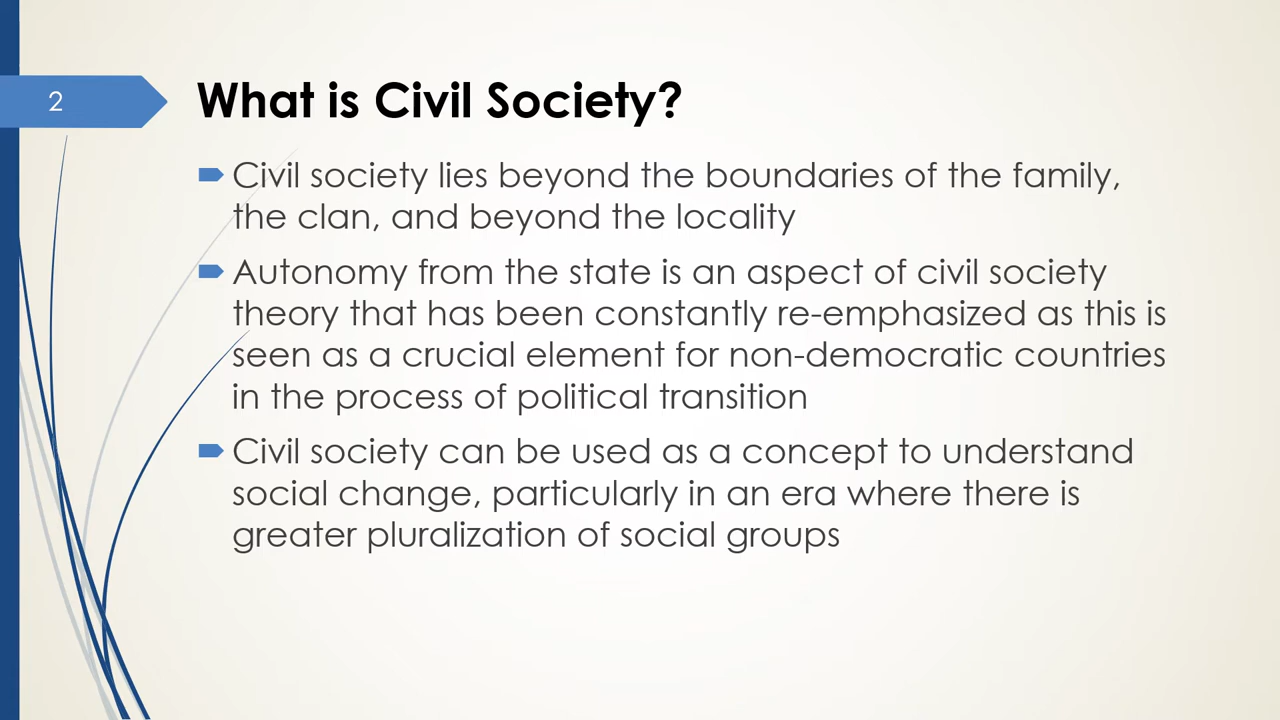 2
What is Civil Society?
Civil society lies beyond the boundaries of the family,
the clan, and beyond the locality
Autonomy from the state is an aspect of civil society
theory that has been constantly re-emphasized as this is
seen as a crucial element for non-democratic countries
in the process of political transition
Civil society can be used as a concept to understand
social change, particularly in an era where there is
greater pluralization of social groups